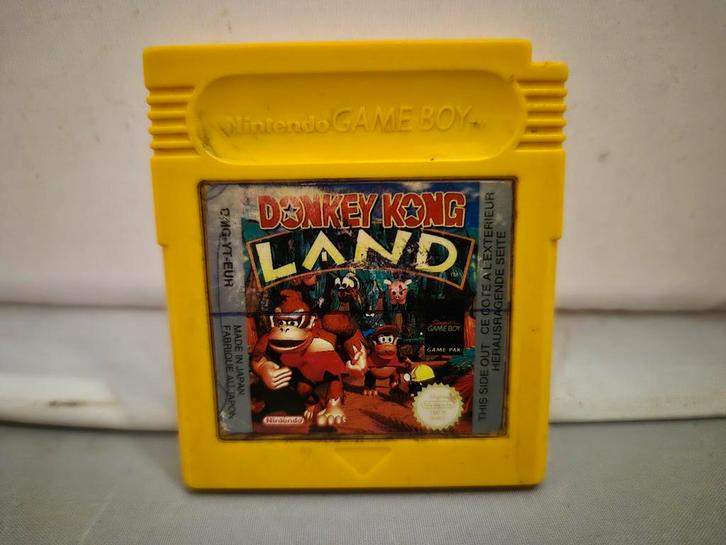 Nintendo GAME BOY TM
DONKEY KONG
LAND
DMG-YT-EUR
MADE IN JAPAN
FABRIQUE AU JAPON
GAME BOY
GAME PAK
Nintendo
THIS SIDE OUT CE COTE A L'EXTERIEUR
HERAUSRAGENDE SEITE